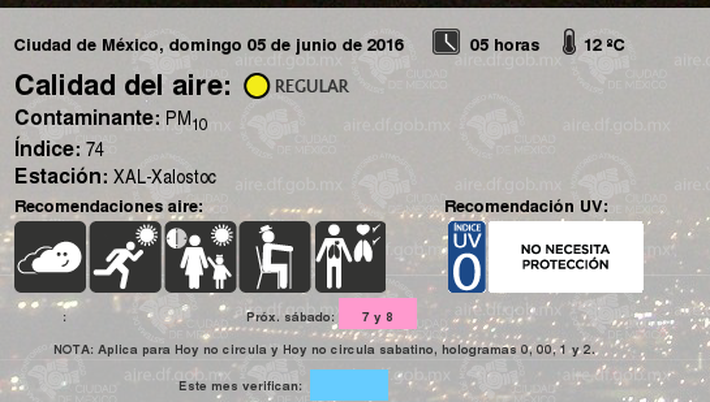 Ciudad de México, domingo 05 de junio de 2016 05 horas 12 ºC
Calidad del aire: REGULAR
Contaminante: PM10
Índice: 74
Estación: XAL-Xalostoc
Recomendaciones aire: Recomendación UV:
ÍNDICE
UV
0
NO NECESITA
PROTECCIÓN
: Próx. sábado: 7 y 8
NOTA: Aplica para Hoy no circula y Hoy no circula sabatino, hologramas 0, 00, 1 y 2.
Este mes verifican:
aire.df.gob.mx
CIUDAD
DE MÉXICO